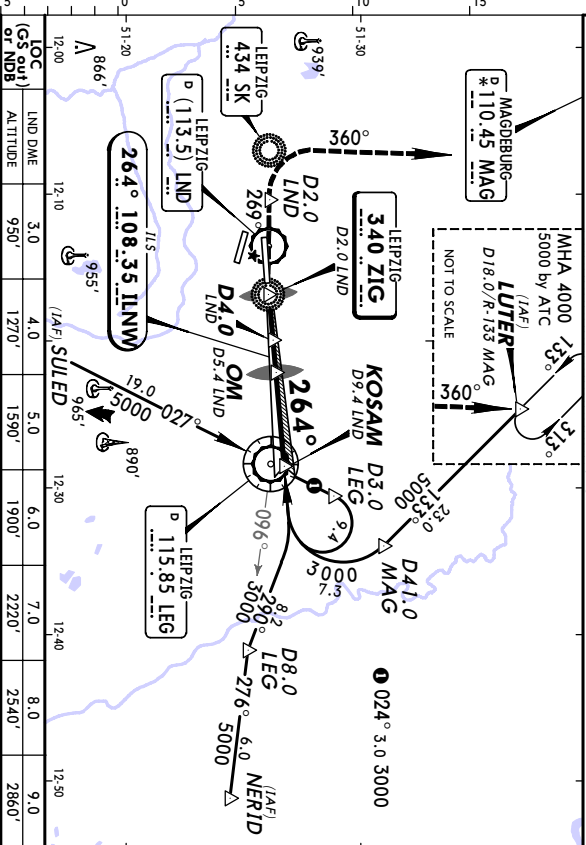 5
0
5
10
15
LOC
(GS out)
or NDB
LND DME
3.0
4.0
5.0
6.0
7.0
8.0
9.0
ALTITUDE
950'
1270'
1590'
1900'
2220'
2540'
2860'
12-00
12-10
12-30
12-40
12-50
51-20
51-30
866'
939'
955'
965'
890'
LEIPZIG
434 SK
LEIPZIG
D (113.5) LND
ILS
264° 108.35 ILNW
MAGDEBURG
D
* 110.45 MAG
360°
D2.0
LND
269°
LEIPZIG
340 ZIG
D2.0 LND
D4.0
LND
OM
D5.4 LND
264°
KOSAM
D9.4 LND
MHA 4000
5000 by ATC
(IAF)
LUTER
D18.0/R-133 MAG
NOT TO SCALE
133°
313°
360°
(IAF) SULED
19.0
5000
027°
LEIPZIG
D 115.85 LEG
D3.0
LEG
1
9.4
133°
23.0
5000
D41.0
MAG
3000
7.3
096°
8.2
290°
3000
D8.0
LEG
276°
6.0
5000
(IAF)
NERID
1 024° 3.0 3000